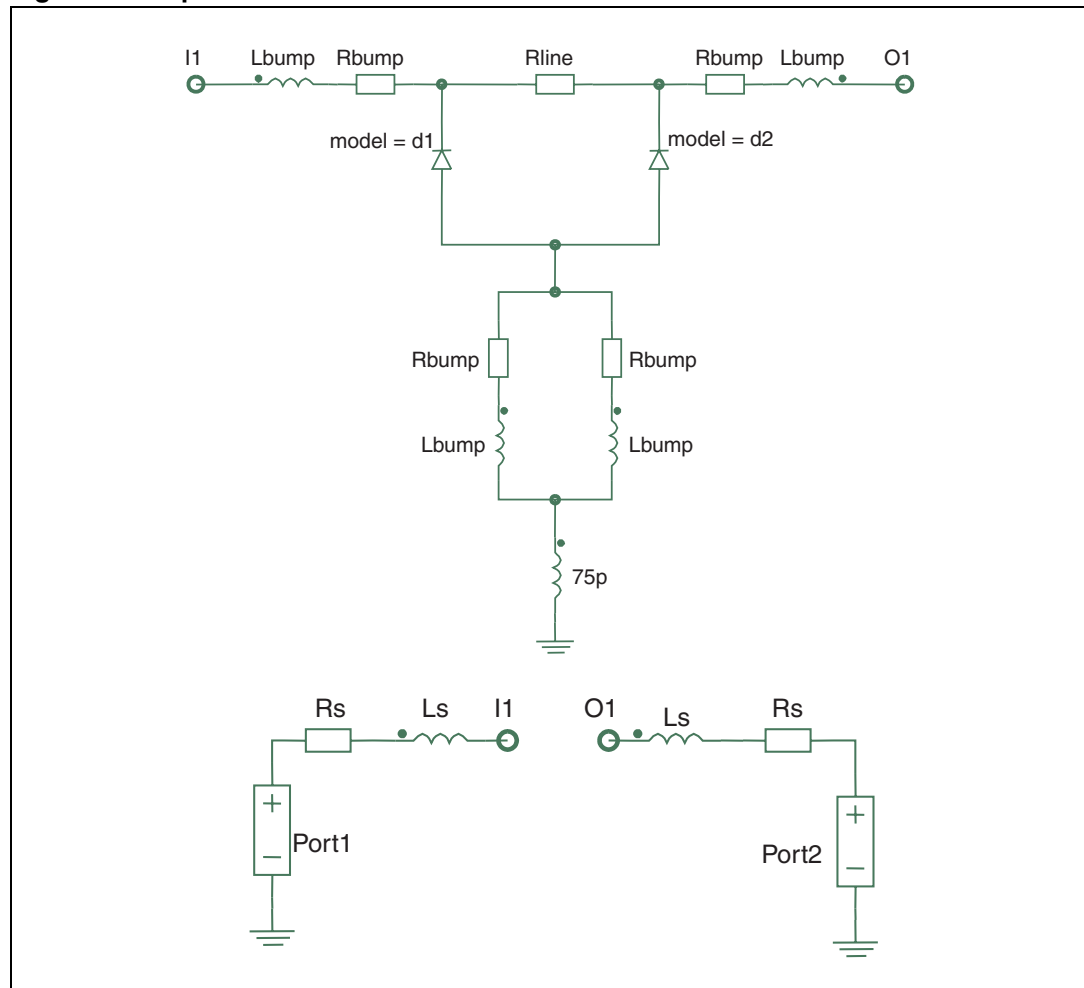 I1 Lbump Rbump Rline Rbump Lbump O1
model = d1 model = d2
Rbump Rbump
Lbump Lbump
75p
Rs Ls I1 O1 Ls Rs
+ +
Port1 Port2
− −